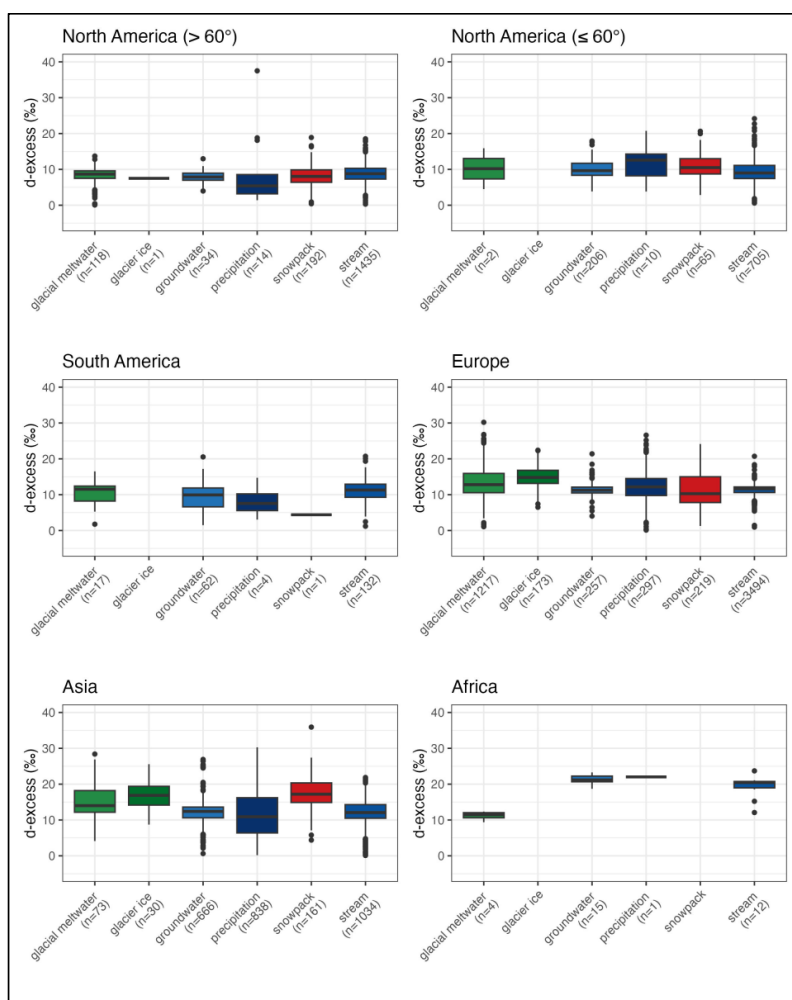 North America (> 60°)
d-excess (‰)
40
30
20
10
0
glacial meltwater
(n=118)
glacier ice
(n=1)
groundwater
(n=34)
precipitation
(n=14)
snowpack
(n=192)
stream
(n=1435)
North America (≤ 60°)
d-excess (‰)
40
30
20
10
0
glacial meltwater
(n=2)
glacier ice
groundwater
(n=206)
precipitation
(n=10)
snowpack
(n=65)
stream
(n=705)
South America
d-excess (‰)
40
30
20
10
0
glacial meltwater
(n=17)
glacier ice
groundwater
(n=62)
precipitation
(n=4)
snowpack
(n=1)
stream
(n=132)
Europe
d-excess (‰)
40
30
20
10
0
glacial meltwater
(n=1217)
glacier ice
(n=173)
groundwater
(n=257)
precipitation
(n=297)
snowpack
(n=219)
stream
(n=3494)
Asia
d-excess (‰)
40
30
20
10
0
glacial meltwater
(n=73)
glacier ice
(n=30)
groundwater
(n=666)
precipitation
(n=838)
snowpack
(n=161)
stream
(n=1034)
Africa
d-excess (‰)
40
30
20
10
0
glacial meltwater
(n=4)
glacier ice
groundwater
(n=15)
precipitation
(n=1)
snowpack
stream
(n=12)